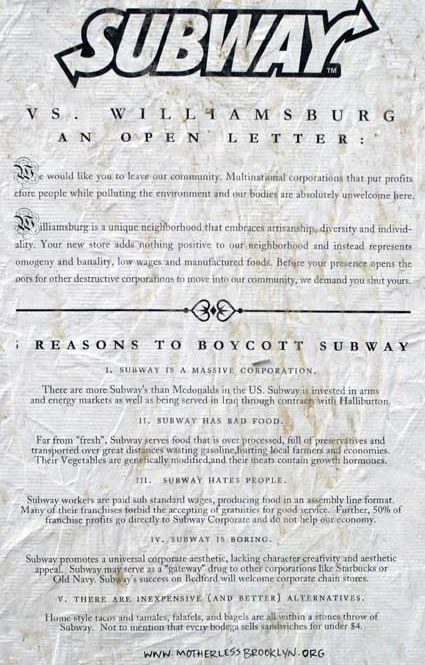 SUBWAY™
VS. WILLIAMSBURG
AN OPEN LETTER:
We would like you to leave our community. Multinational corporations that put profits
efore people while polluting the environment and our bodies are absolutely unwelcome here.
Williamsburg is a unique neighborhood that embraces artisanship, diversity and individ-
ality. Your new store adds nothing positive to our neighborhood and instead represents
omogeny and banality, low wages and manufactured foods. Before your presence opens the
oors for other destructive corporations to move into our community, we demand you shut yours.
5 REASONS TO BOYCOTT SUBWAY
I. SUBWAY IS A MASSIVE CORPORATION.
There are more Subway's than Mcdonalds in the US. Subway is invested in arms
and energy markets as well as being served in Iraq through contracts with Halliburton.
II. SUBWAY HAS BAD FOOD.
Far from "fresh", Subway serves food that is over processed, full of preservatives and
transported over great distances wasting gasoline,hurting local farmers and economies.
Their Vegetables are genetically modified,and their meats contain growth hormones.
III. SUBWAY HATES PEOPLE.
Subway workers are paid sub standard wages, producing food in an assembly line format.
Many of their franchises forbid the accepting of gratuities for good service. Further, 50% of
franchise profits go directly to Subway Corporate and do not help our economy.
IV. SUBWAY IS BORING.
Subway promotes a universal corporate aesthetic, lacking character creativity and aesthetic
appeal. Subway may serve as a "gateway" drug to other corporations like Starbucks or
Old Navy. Subway's success on Bedford will welcome corporate chain stores.
V. THERE ARE INEXPENSIVE (AND BETTER) ALTERNATIVES.
Home style tacos and tamales, falafels, and bagels are all within a stones throw of
Subway. Not to mention that every bodega sells sandwiches for under $4.
WWW.MOTHERLESSBROOKLYN.ORG